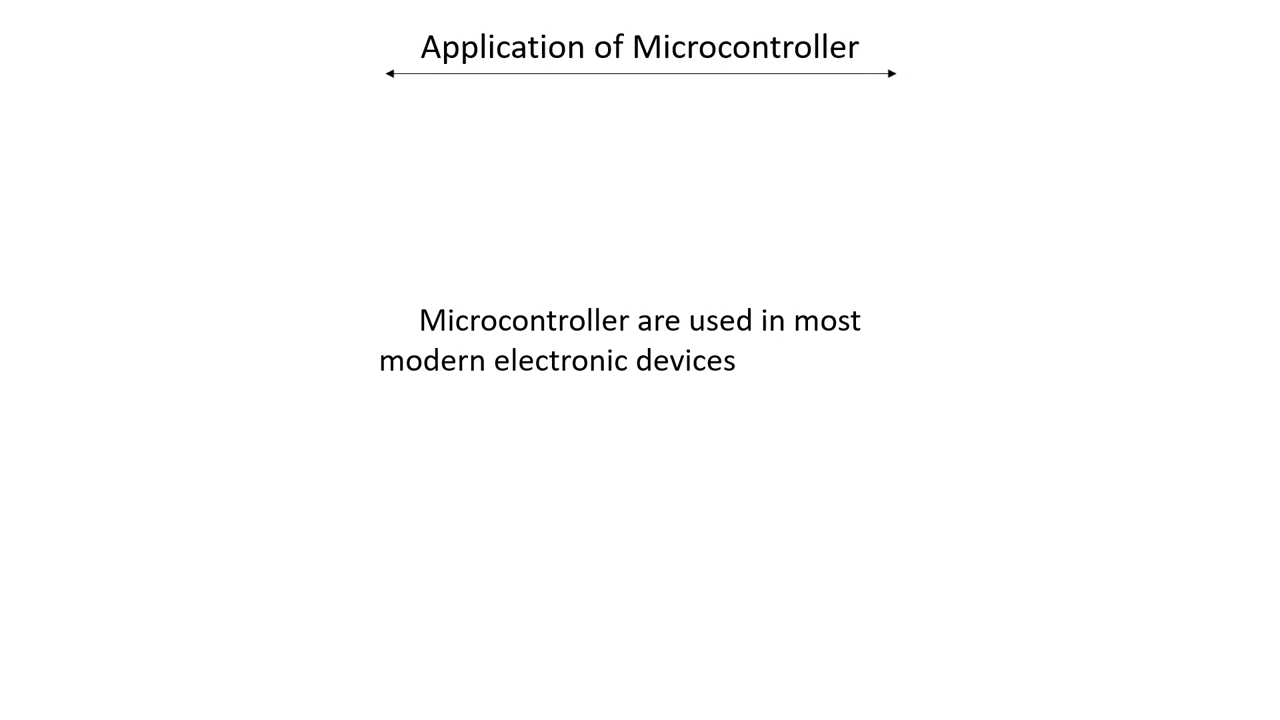 Application of Microcontroller
Microcontroller are used in most
modern electronic devices